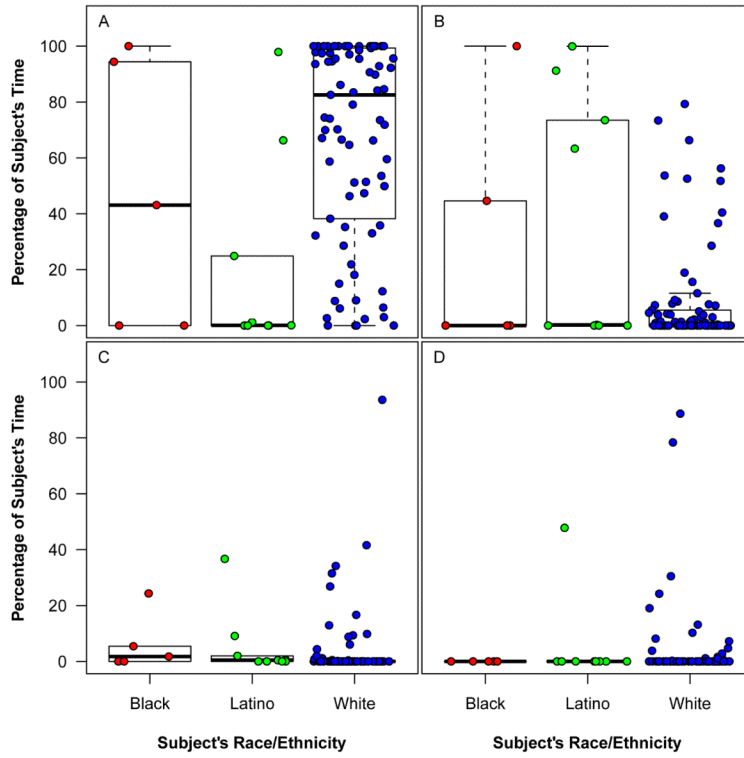 A
B
100
80
60
40
20
0
Percentage of Subject's Time
C
D
100
80
60
40
20
0
Percentage of Subject's Time
Black Latino White
Black Latino White
Subject's Race/Ethnicity
Subject's Race/Ethnicity